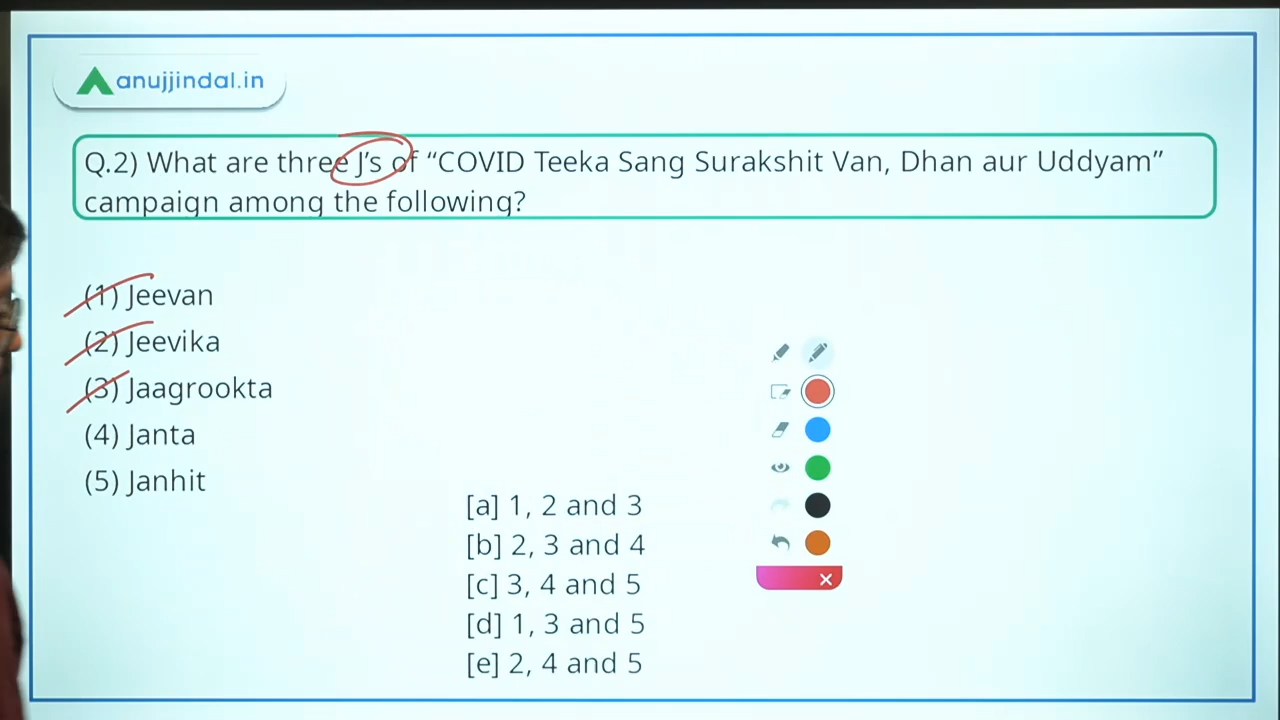 anujjindal.in
Q.2) What are three J's of “COVID Teeka Sang Surakshit Van, Dhan aur Uddyam”
campaign among the following?
(1) Jeevan
(2) Jeevika
(3) Jaagrookta
(4) Janta
(5) Janhit
[a] 1, 2 and 3
[b] 2, 3 and 4
[c] 3, 4 and 5
[d] 1, 3 and 5
[e] 2, 4 and 5